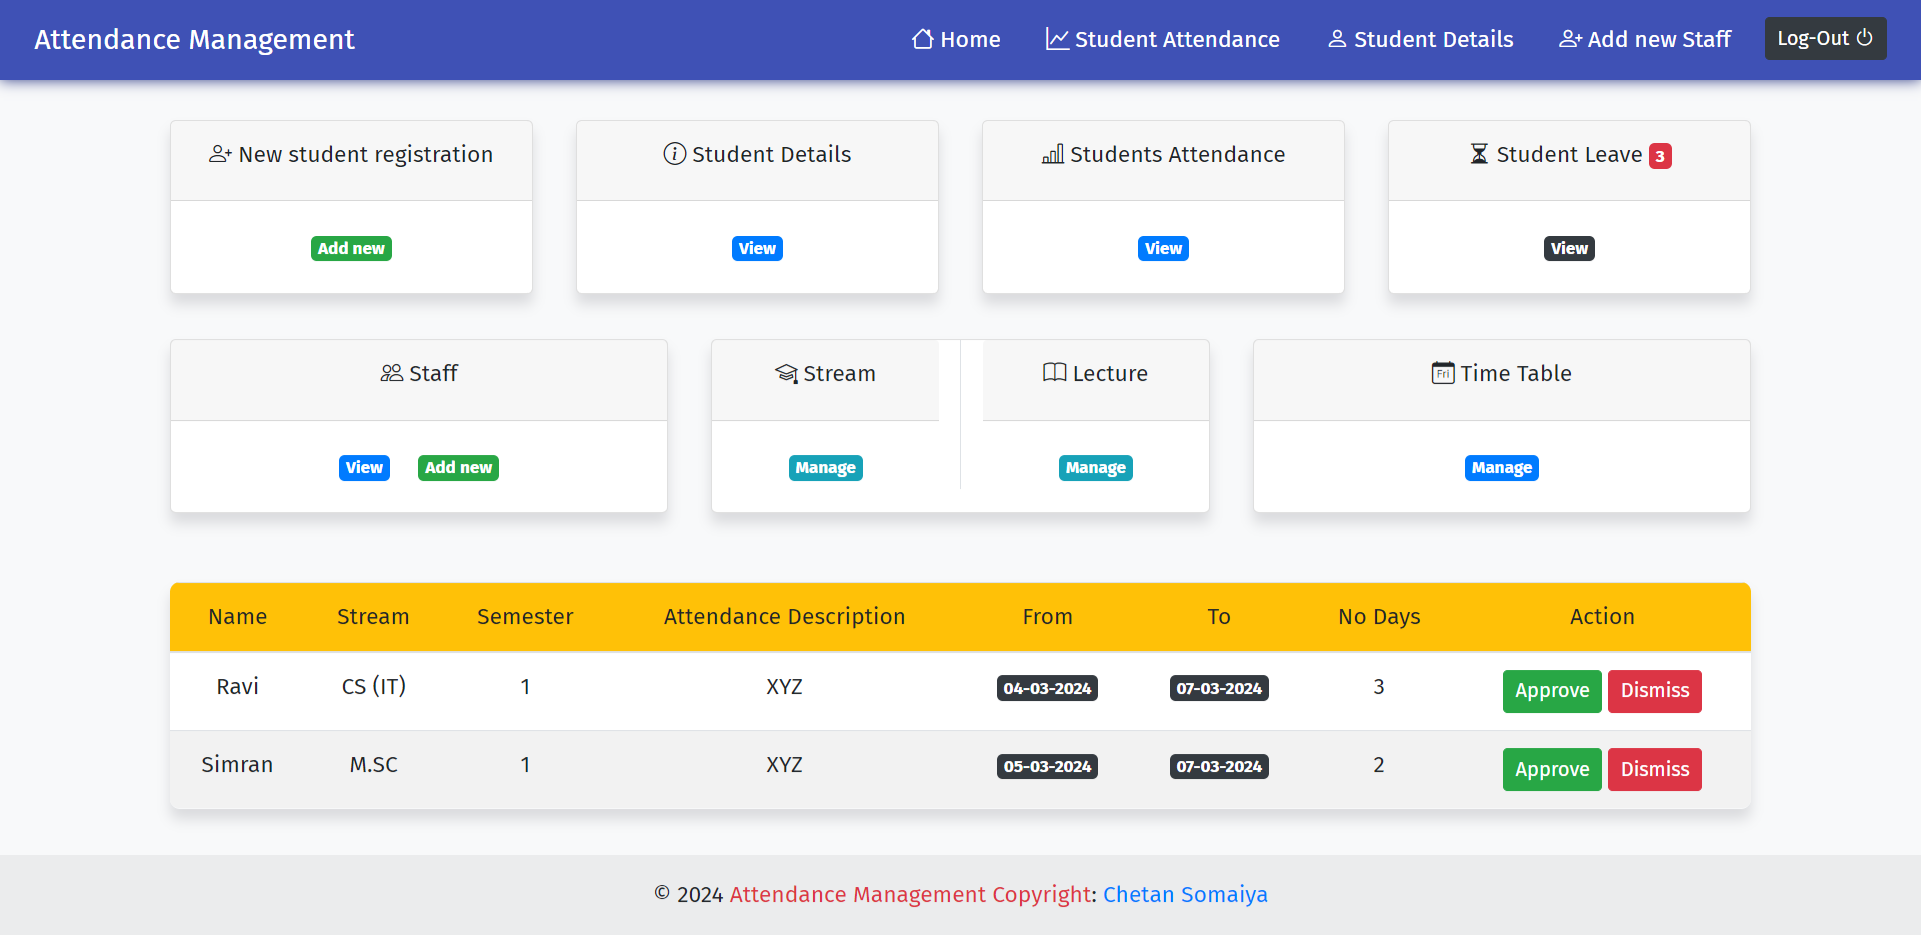 Attendance Management Home Student Attendance Student Details Add new Staff Log-Out
New student registration Student Details Students Attendance Student Leave 3
Add new View View View
Staff Stream Lecture Fri Time Table
View Add new Manage Manage Manage
Name Stream Semester Attendance Description From To No Days Action
Ravi CS (IT) 1 XYZ 04-03-2024 07-03-2024 3 Approve Dismiss
Simran M.SC 1 XYZ 05-03-2024 07-03-2024 2 Approve Dismiss
© 2024 Attendance Management Copyright: Chetan Somaiya